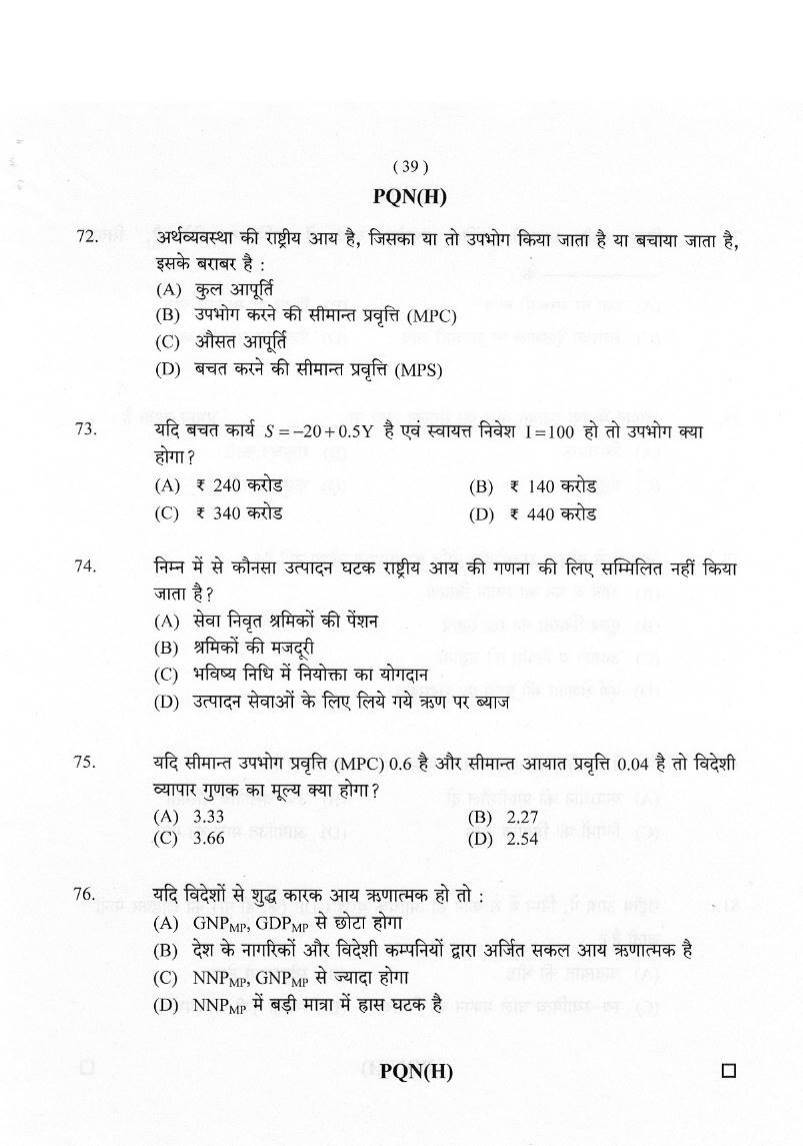 ( 39 )
PQN(H)
72. अर्थव्यवस्था की राष्ट्रीय आय है, जिसका या तो उपभोग किया जाता है या बचाया जाता है,
इसके बराबर है :
(A) कुल आपूर्ति
(B) उपभोग करने की सीमान्त प्रवृत्ति (MPC)
(C) औसत आपूर्ति
(D) बचत करने की सीमान्त प्रवृत्ति (MPS)
73. यदि बचत कार्य S = −20 + 0.5Y है एवं स्वायत्त निवेश I = 100 हो तो उपभोग क्या
होगा ?
(A) ₹ 240 करोड (B) ₹ 140 करोड
(C) ₹ 340 करोड (D) ₹ 440 करोड
74. निम्न में से कौनसा उत्पादन घटक राष्ट्रीय आय की गणना की लिए सम्मिलित नहीं किया
जाता है ?
(A) सेवा निवृत श्रमिकों की पेंशन
(B) श्रमिकों की मजदूरी
(C) भविष्य निधि में नियोक्ता का योगदान
(D) उत्पादन सेवाओं के लिए लिये गये ऋण पर ब्याज
75. यदि सीमान्त उपभोग प्रवृत्ति (MPC) 0.6 है और सीमान्त आयात प्रवृत्ति 0.04 है तो विदेशी
व्यापार गुणक का मूल्य क्या होगा ?
(A) 3.33 (B) 2.27
(C) 3.66 (D) 2.54
76. यदि विदेशों से शुद्ध कारक आय ऋणात्मक हो तो :
(A) GNP_MP, GDP_MP से छोटा होगा
(B) देश के नागरिकों और विदेशी कम्पनियों द्वारा अर्जित सकल आय ऋणात्मक है
(C) NNP_MP, GNP_MP से ज्यादा होगा
(D) NNP_MP में बड़ी मात्रा में ह्रास घटक है
PQN(H)